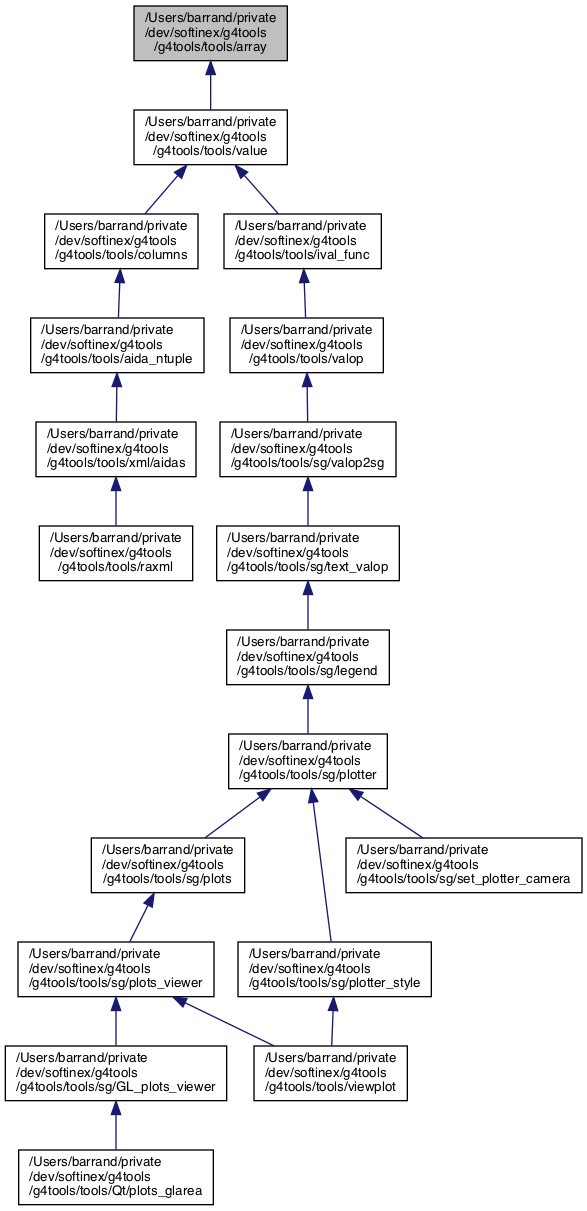 /Users/barrand/private
/dev/softinex/g4tools
/g4tools/tools/array
/Users/barrand/private
/dev/softinex/g4tools
/g4tools/tools/value
/Users/barrand/private
/dev/softinex/g4tools
/g4tools/tools/columns
/Users/barrand/private
/dev/softinex/g4tools
/g4tools/tools/ival_func
/Users/barrand/private
/dev/softinex/g4tools
/g4tools/tools/aida_ntuple
/Users/barrand/private
/dev/softinex/g4tools
/g4tools/tools/valop
/Users/barrand/private
/dev/softinex/g4tools
/g4tools/tools/xml/aidas
/Users/barrand/private
/dev/softinex/g4tools
/g4tools/tools/sg/valop2sg
/Users/barrand/private
/dev/softinex/g4tools
/g4tools/tools/raxml
/Users/barrand/private
/dev/softinex/g4tools
/g4tools/tools/sg/text_valop
/Users/barrand/private
/dev/softinex/g4tools
/g4tools/tools/sg/legend
/Users/barrand/private
/dev/softinex/g4tools
/g4tools/tools/sg/plotter
/Users/barrand/private
/dev/softinex/g4tools
/g4tools/tools/sg/plots
/Users/barrand/private
/dev/softinex/g4tools
/g4tools/tools/sg/set_plotter_camera
/Users/barrand/private
/dev/softinex/g4tools
/g4tools/tools/sg/plots_viewer
/Users/barrand/private
/dev/softinex/g4tools
/g4tools/tools/sg/plotter_style
/Users/barrand/private
/dev/softinex/g4tools
/g4tools/tools/sg/GL_plots_viewer
/Users/barrand/private
/dev/softinex/g4tools
/g4tools/tools/viewplot
/Users/barrand/private
/dev/softinex/g4tools
/g4tools/tools/Qt/plots_glarea